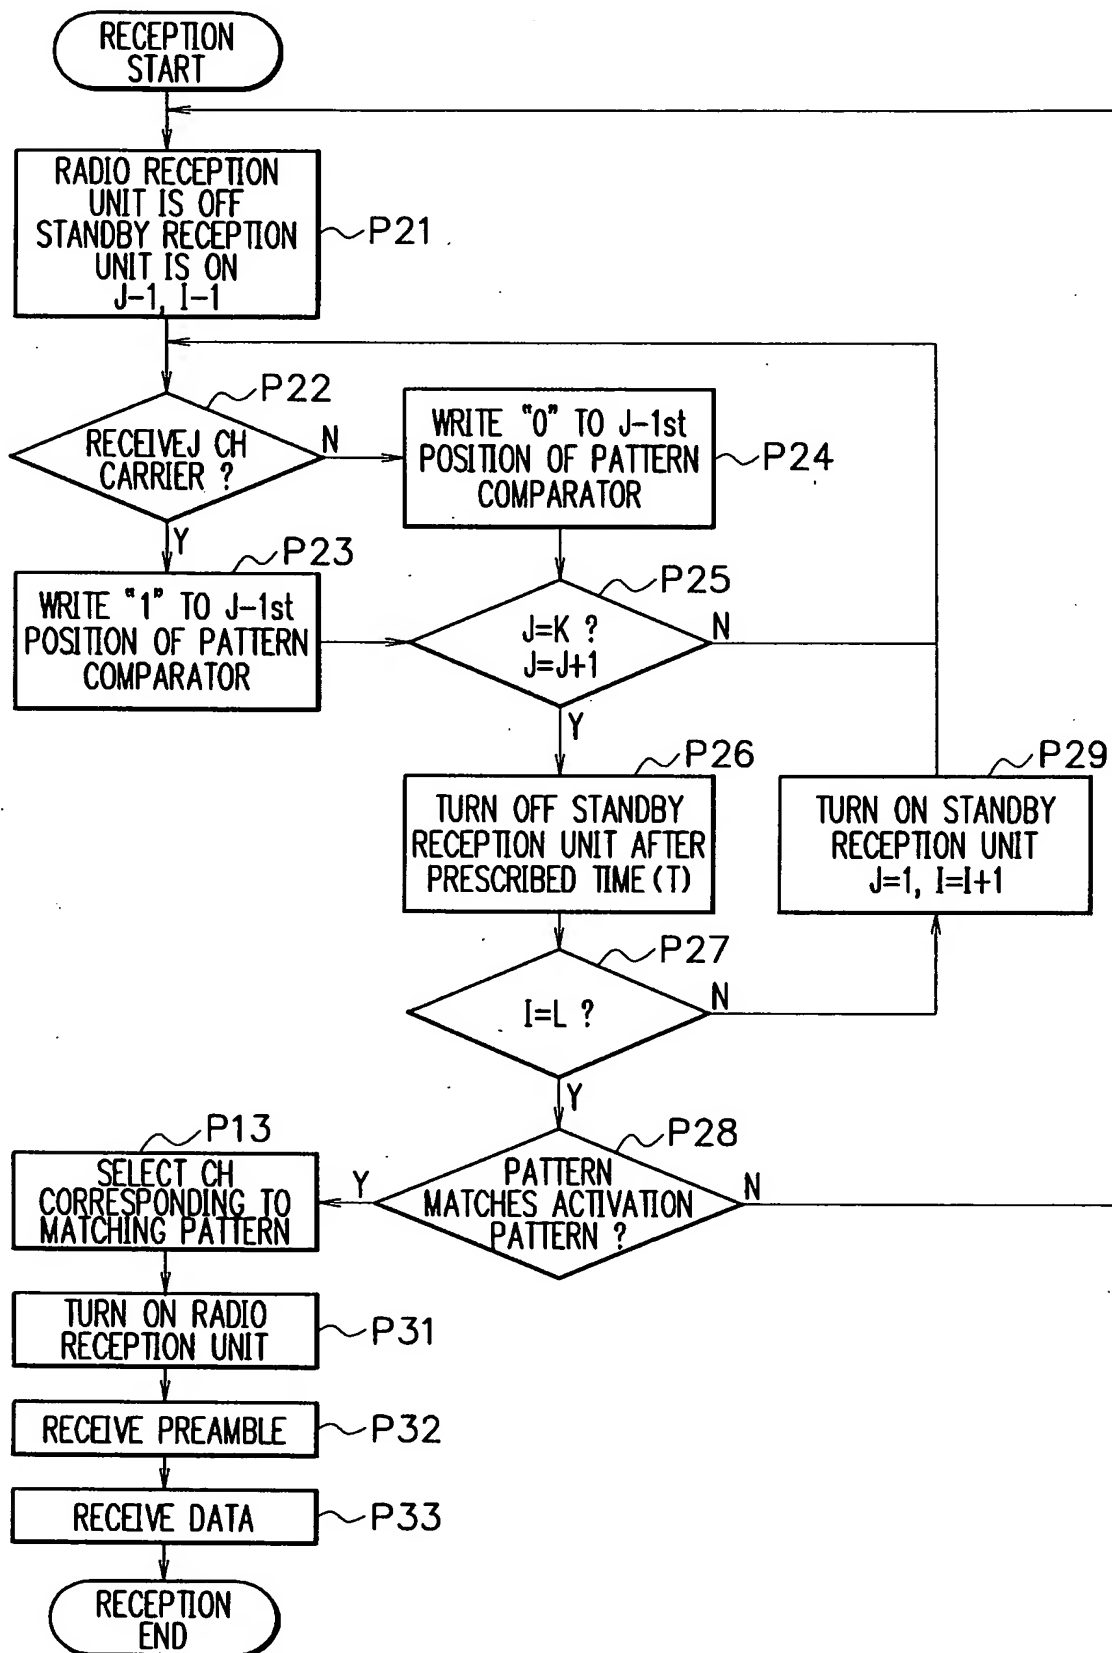 RECEPTION
START
RADIO RECEPTION
UNIT IS OFF
STANDBY RECEPTION
UNIT IS ON
J-1, I-1
P21
P22
RECEIVEJ CH
CARRIER ?
N
Y
WRITE "0" TO J-1st
POSITION OF PATTERN
COMPARATOR
P24
P23
WRITE "1" TO J-1st
POSITION OF PATTERN
COMPARATOR
P25
J=K ?
J=J+1
N
Y
P26
TURN OFF STANDBY
RECEPTION UNIT AFTER
PRESCRIBED TIME(T)
P29
TURN ON STANDBY
RECEPTION UNIT
J=1, I=I+1
P27
I=L ?
N
Y
P28
PATTERN
MATCHES ACTIVATION
PATTERN ?
Y
N
P13
SELECT CH
CORRESPONDING TO
MATCHING PATTERN
TURN ON RADIO
RECEPTION UNIT
P31
RECEIVE PREAMBLE
P32
RECEIVE DATA
P33
RECEPTION
END